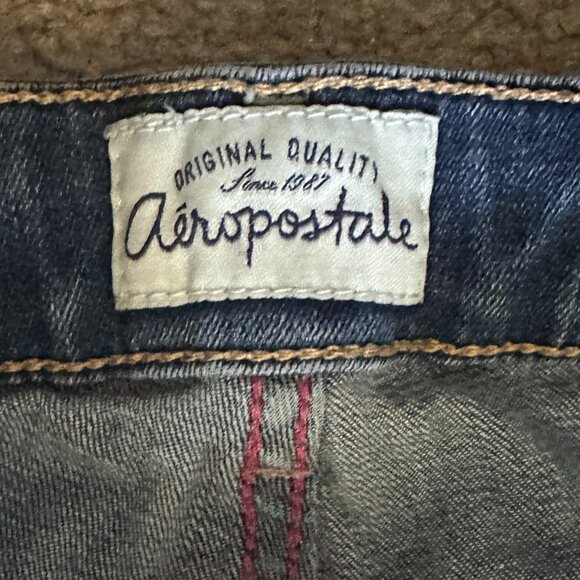 ORIGINAL QUALITY
Since 1987
Aéropostale